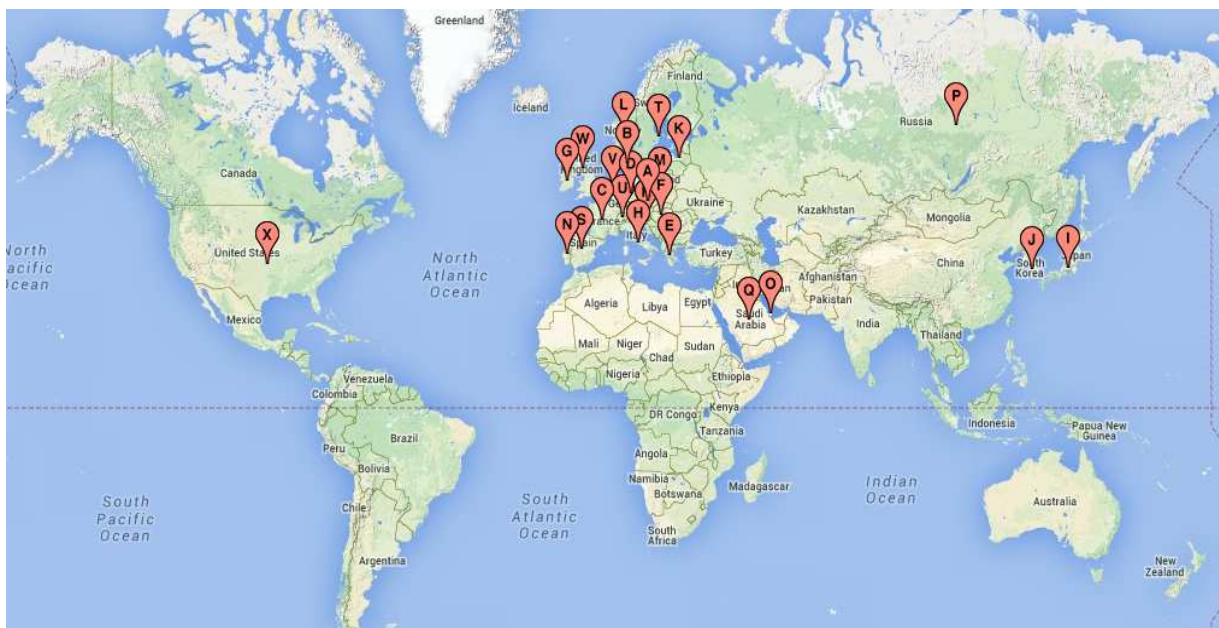 Greenland
Iceland
Finland
L
T
P
Russia
B
K
W
G
V
D
M
A
Canada
U
F
C
Ukraine
Kazakhstan
Mongolia
H
N
S
Italy
Spain
E
Turkey
X
United States
J
I
South
Korea
Japan
China
North
Pacific
Ocean
North
Atlantic
Ocean
Afghanistan
Pakistan
Q
O
Saudi
Arabia
Algeria
Libya
Egypt
India
Mexico
Mali
Niger
Sudan
Chad
Thailand
Nigeria
Ethiopia
Venezuela
Colombia
DR Congo
Kenya
Tanzania
Indonesia
Papua New
Guinea
Brazil
Peru
Bolivia
Angola
Namibia
Botswana
Madagascar
Indian
Ocean
Australia
South
Pacific
Ocean
Chile
South
Atlantic
Ocean
South
Africa
Argentina
New
Zealand